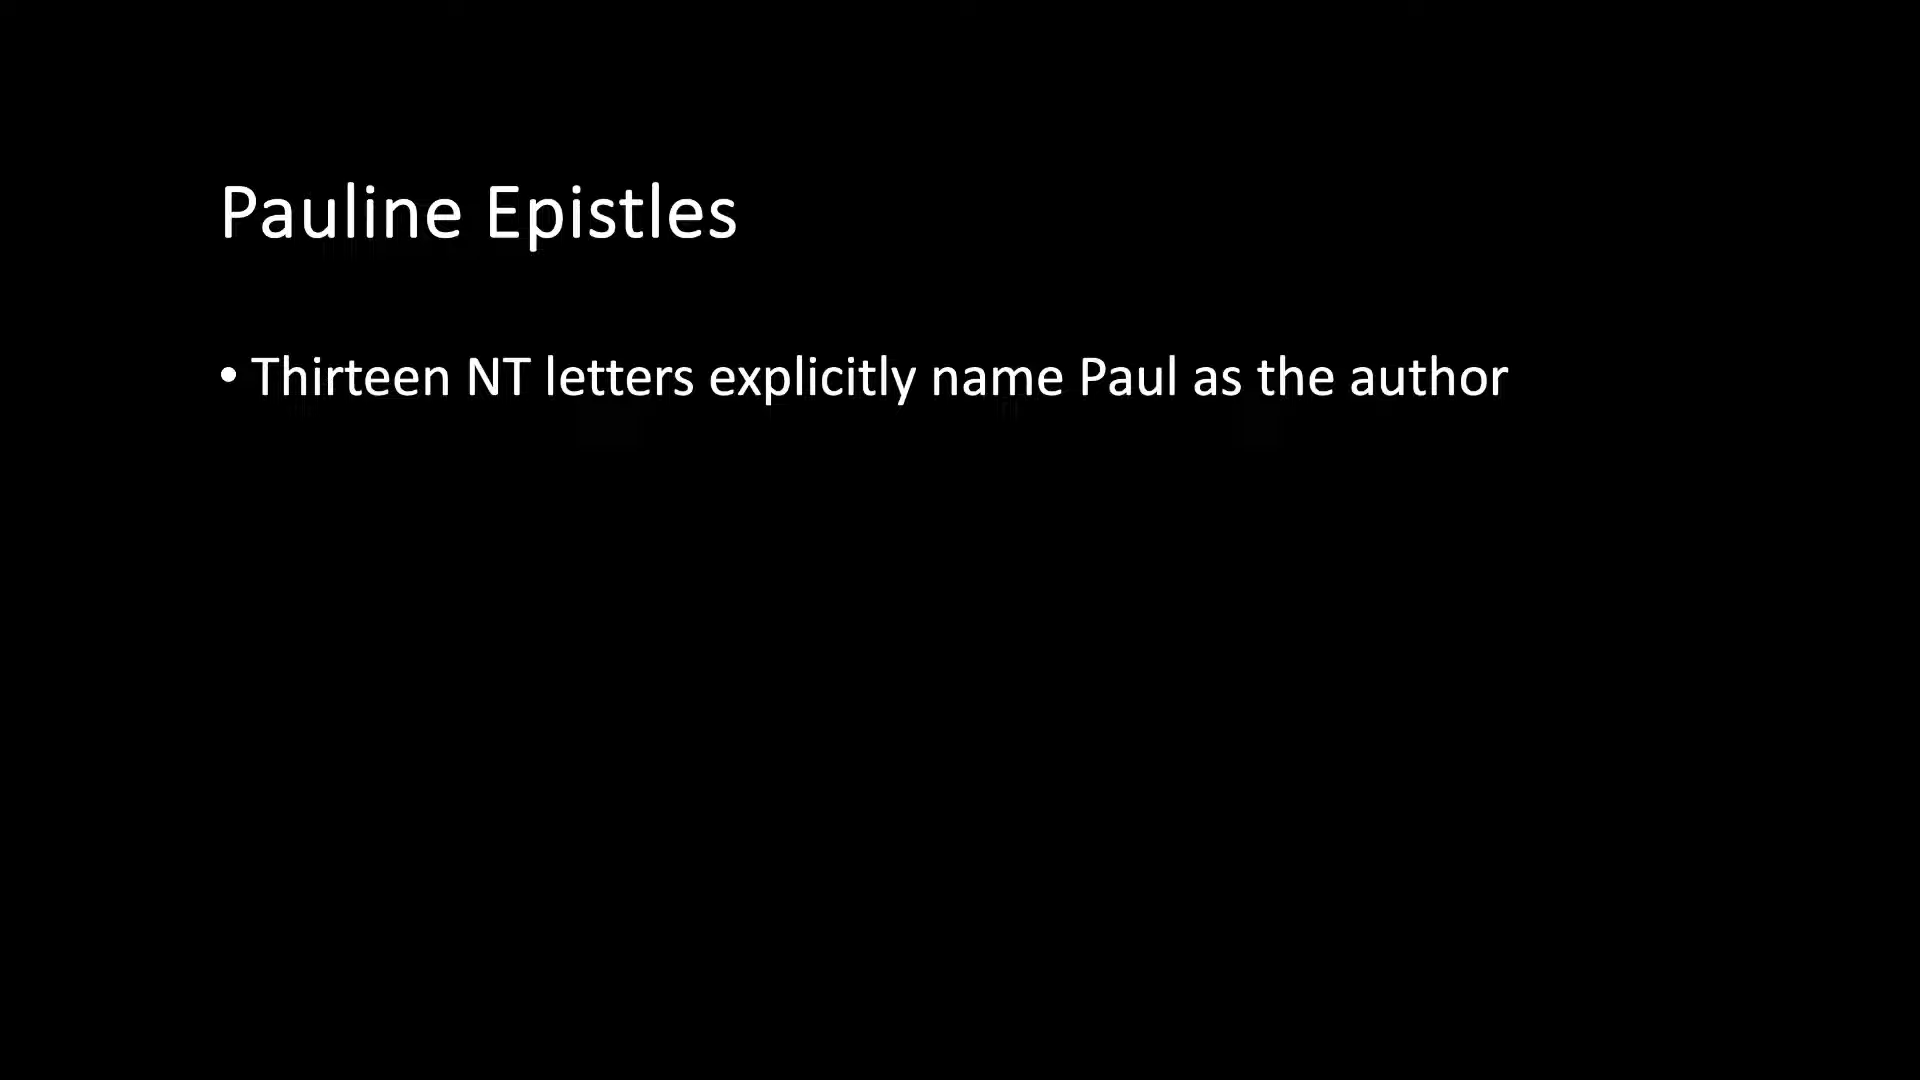 Pauline Epistles
• Thirteen NT letters explicitly name Paul as the author